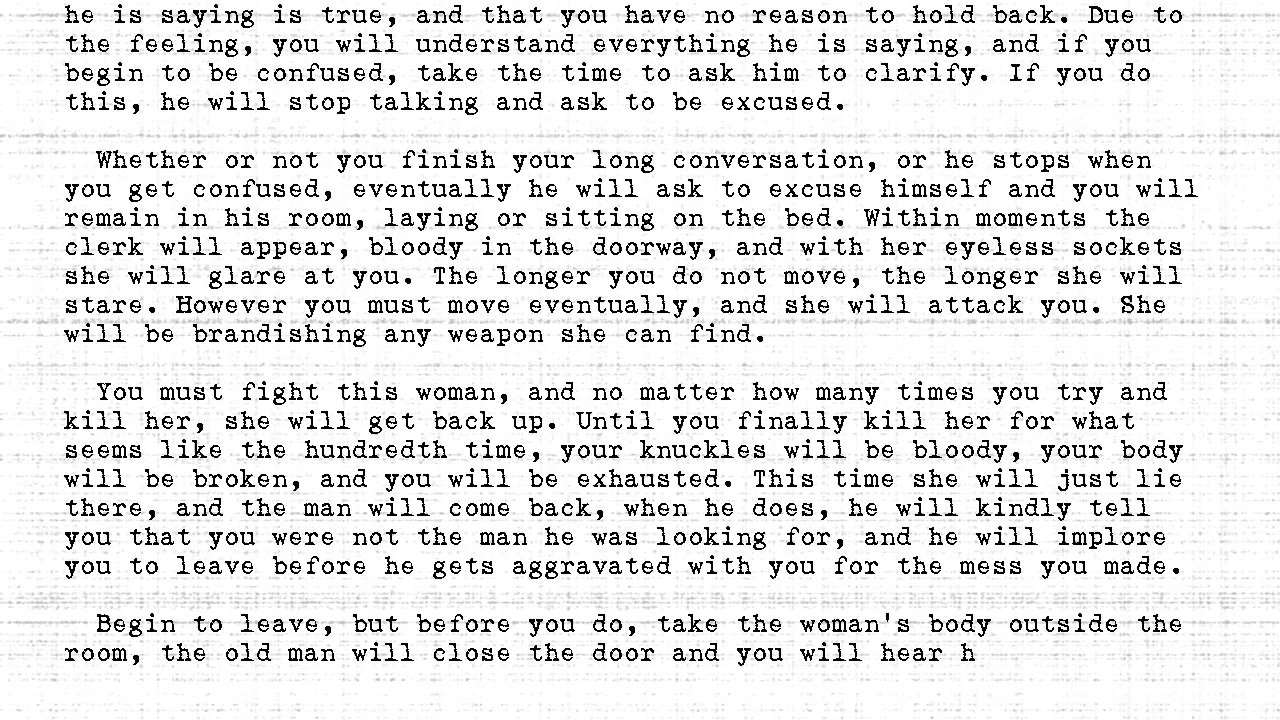 he is saying is true, and that you have no reason to hold back. Due to
the feeling, you will understand everything he is saying, and if you
begin to be confused, take the time to ask him to clarify. If you do
this, he will stop talking and ask to be excused.
Whether or not you finish your long conversation, or he stops when
you get confused, eventually he will ask to excuse himself and you will
remain in his room, laying or sitting on the bed. Within moments the
clerk will appear, bloody in the doorway, and with her eyeless sockets
she will glare at you. The longer you do not move, the longer she will
stare. However you must move eventually, and she will attack you. She
will be brandishing any weapon she can find.
You must fight this woman, and no matter how many times you try and
kill her, she will get back up. Until you finally kill her for what
seems like the hundredth time, your knuckles will be bloody, your body
will be broken, and you will be exhausted. This time she will just lie
there, and the man will come back, when he does, he will kindly tell
you that you were not the man he was looking for, and he will implore
you to leave before he gets aggravated with you for the mess you made.
Begin to leave, but before you do, take the woman's body outside the
room, the old man will close the door and you will hear h